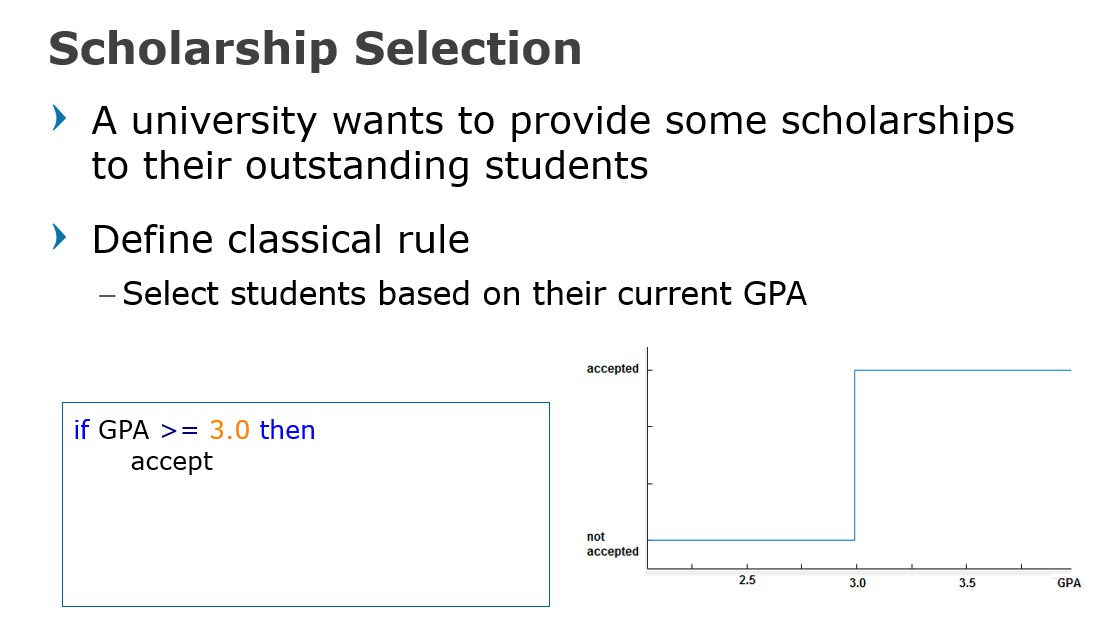 Scholarship Selection
A university wants to provide some scholarships
to their outstanding students
Define classical rule
– Select students based on their current GPA
if GPA >= 3.0 then
accept
accepted
not
accepted
2.5
3.0
3.5
GPA